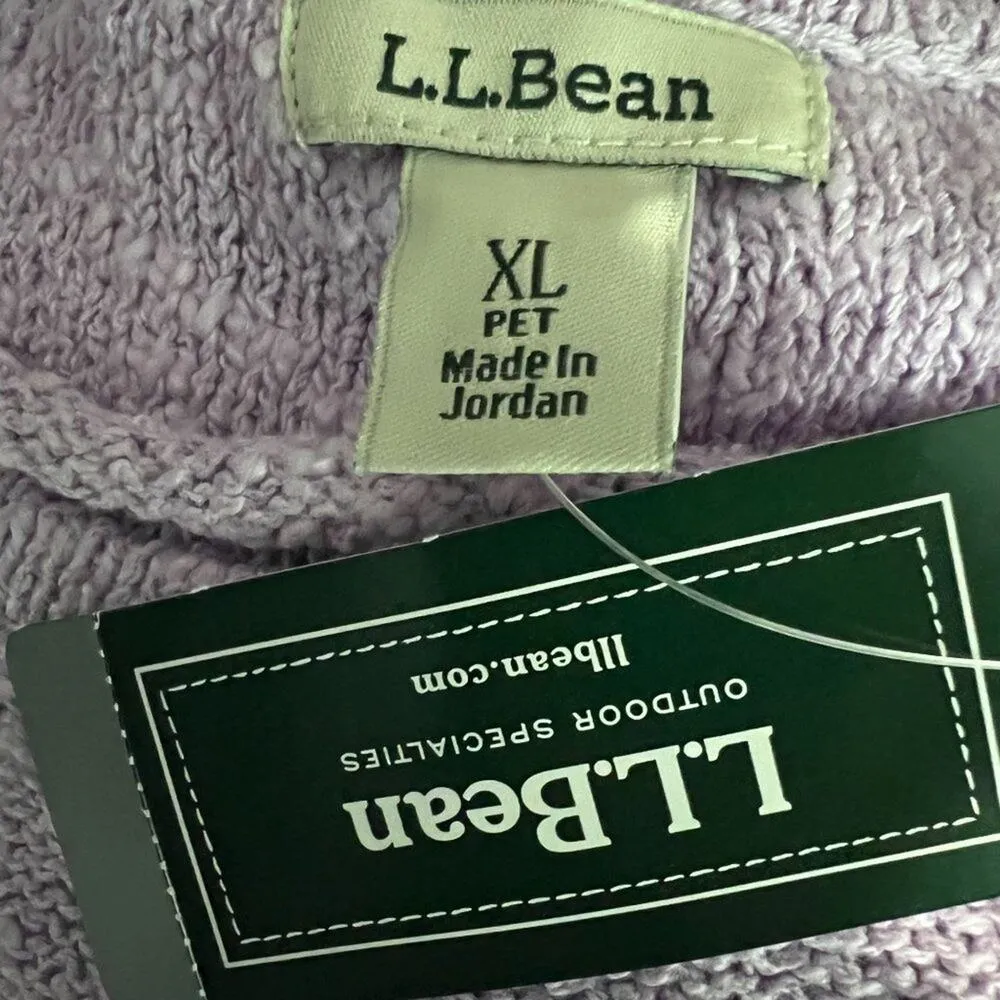 L.L.Bean
XL
PET
Made In
Jordan
L.L.Bean
OUTDOOR SPECIALTIES
llbean.com